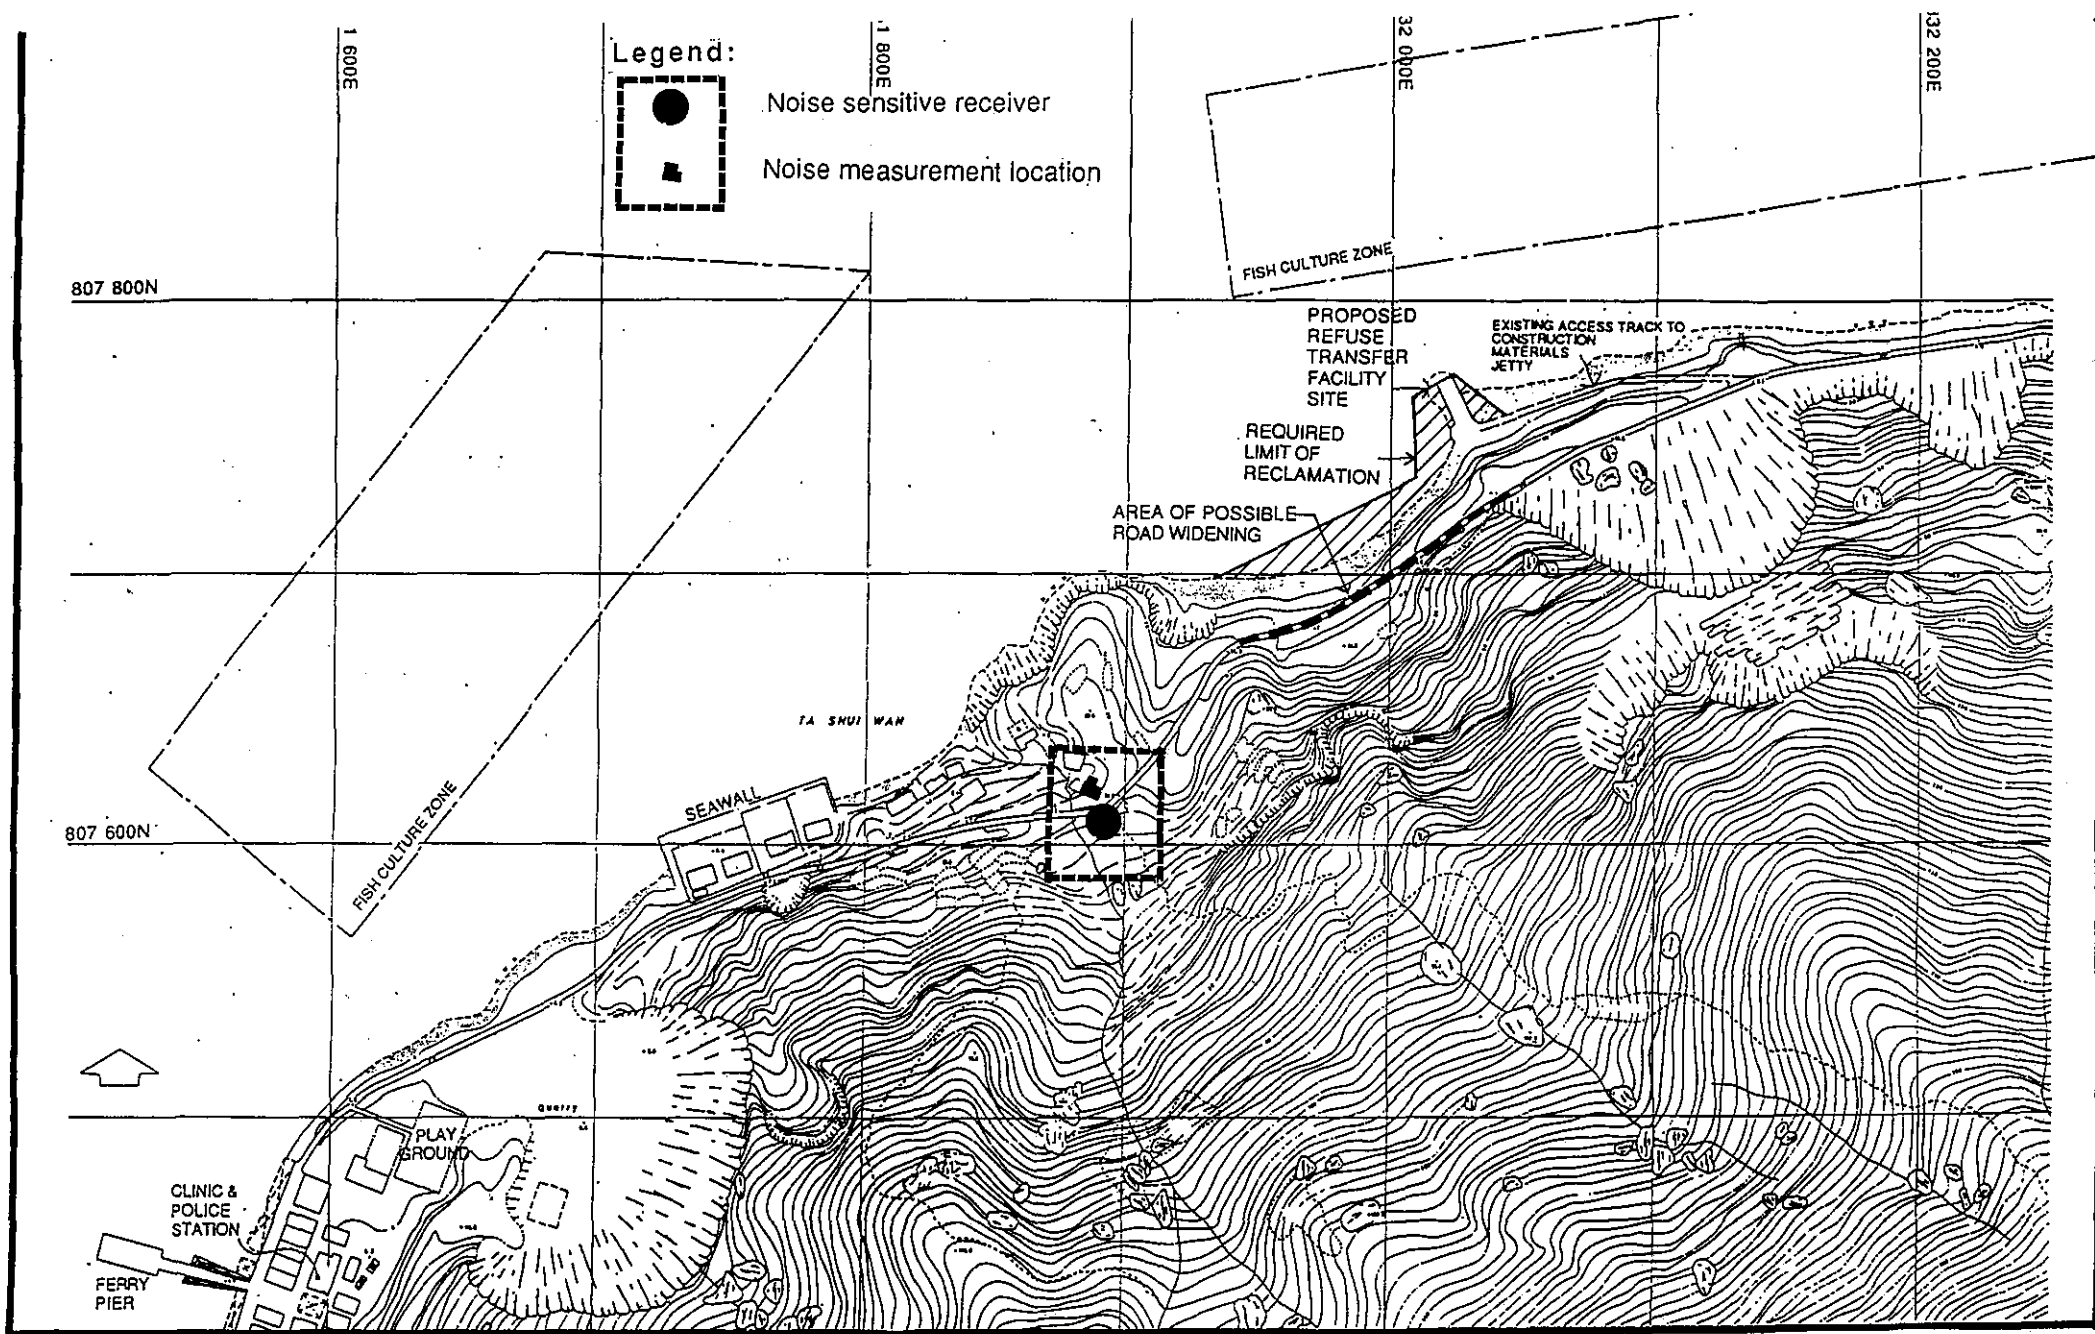 1 600E
1 800E
32 000E
332 200E
Legend:
Noise sensitive receiver
Noise measurement location
FISH CULTURE ZONE
807 800N
PROPOSED
REFUSE
TRANSFER
FACILITY
SITE
EXISTING ACCESS TRACK TO
CONSTRUCTION
MATERIALS
JETTY
REQUIRED
LIMIT OF
RECLAMATION
AREA OF POSSIBLE
ROAD WIDENING
TA SHUI WAN
SEAWALL
FISH CULTURE ZONE
807 600N
quarry
PLAY
GROUND
CLINIC &
POLICE
STATION
FERRY
PIER